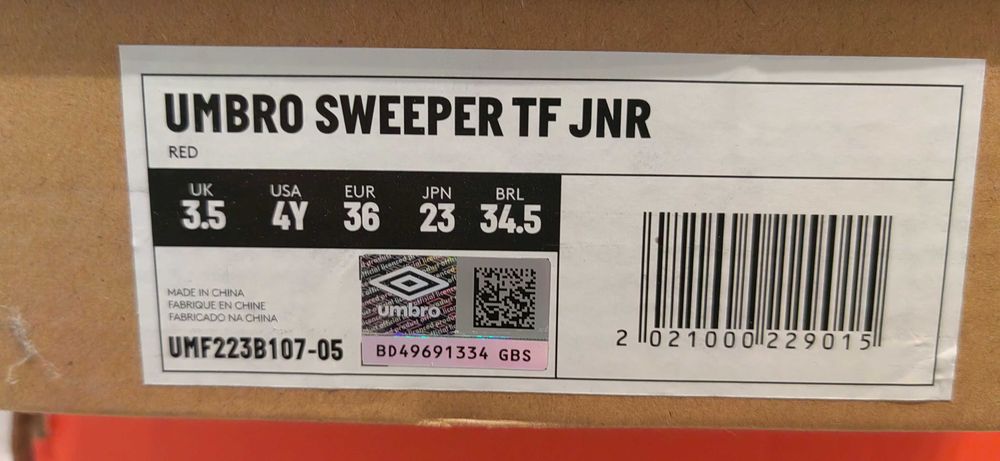 UMBRO SWEEPER TF JNR
RED
UK USA EUR JPN BRL
3.5 4Y 36 23 34.5
MADE IN CHINA
FABRIQUE EN CHINE
FABRICADO NA CHINA
UMF223B107-05
umbro
BD49691334 GBS
2 021000 229015